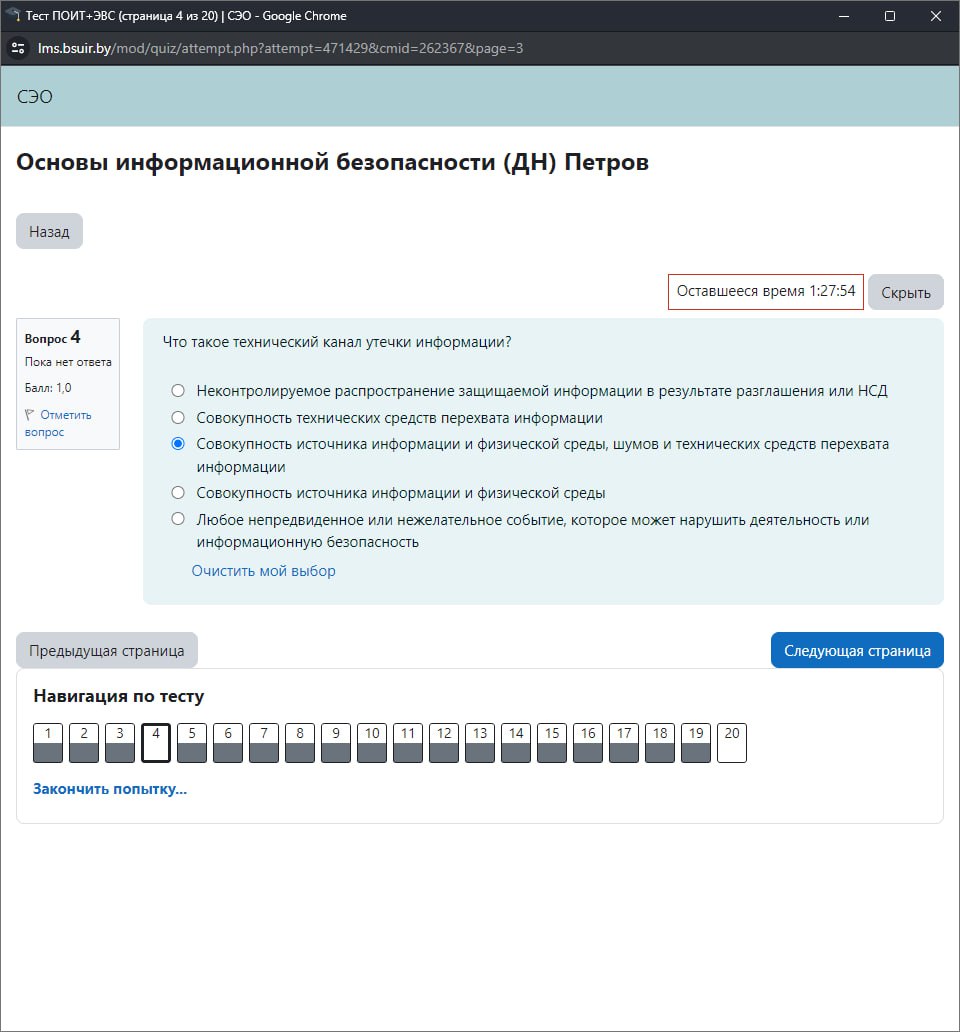 Тест ПОИТ+ЭВС (страница 4 из 20) | СЭО - Google Chrome
lms.bsuir.by/mod/quiz/attempt.php?attempt=471429&cmid=262367&page=3
СЭО
Основы информационной безопасности (ДН) Петров
Назад
Оставшееся время 1:27:54
Скрыть
Вопрос 4
Пока нет ответа
Балл: 1,0
Отметить
вопрос
Что такое технический канал утечки информации?
Неконтролируемое распространение защищаемой информации в результате разглашения или НСД
Совокупность технических средств перехвата информации
Совокупность источника информации и физической среды, шумов и технических средств перехвата
информации
Совокупность источника информации и физической среды
Любое непредвиденное или нежелательное событие, которое может нарушить деятельность или
информационную безопасность
Очистить мой выбор
Предыдущая страница
Следующая страница
Навигация по тесту
1 2 3 4 5 6 7 8 9 10 11 12 13 14 15 16 17 18 19 20
Закончить попытку...